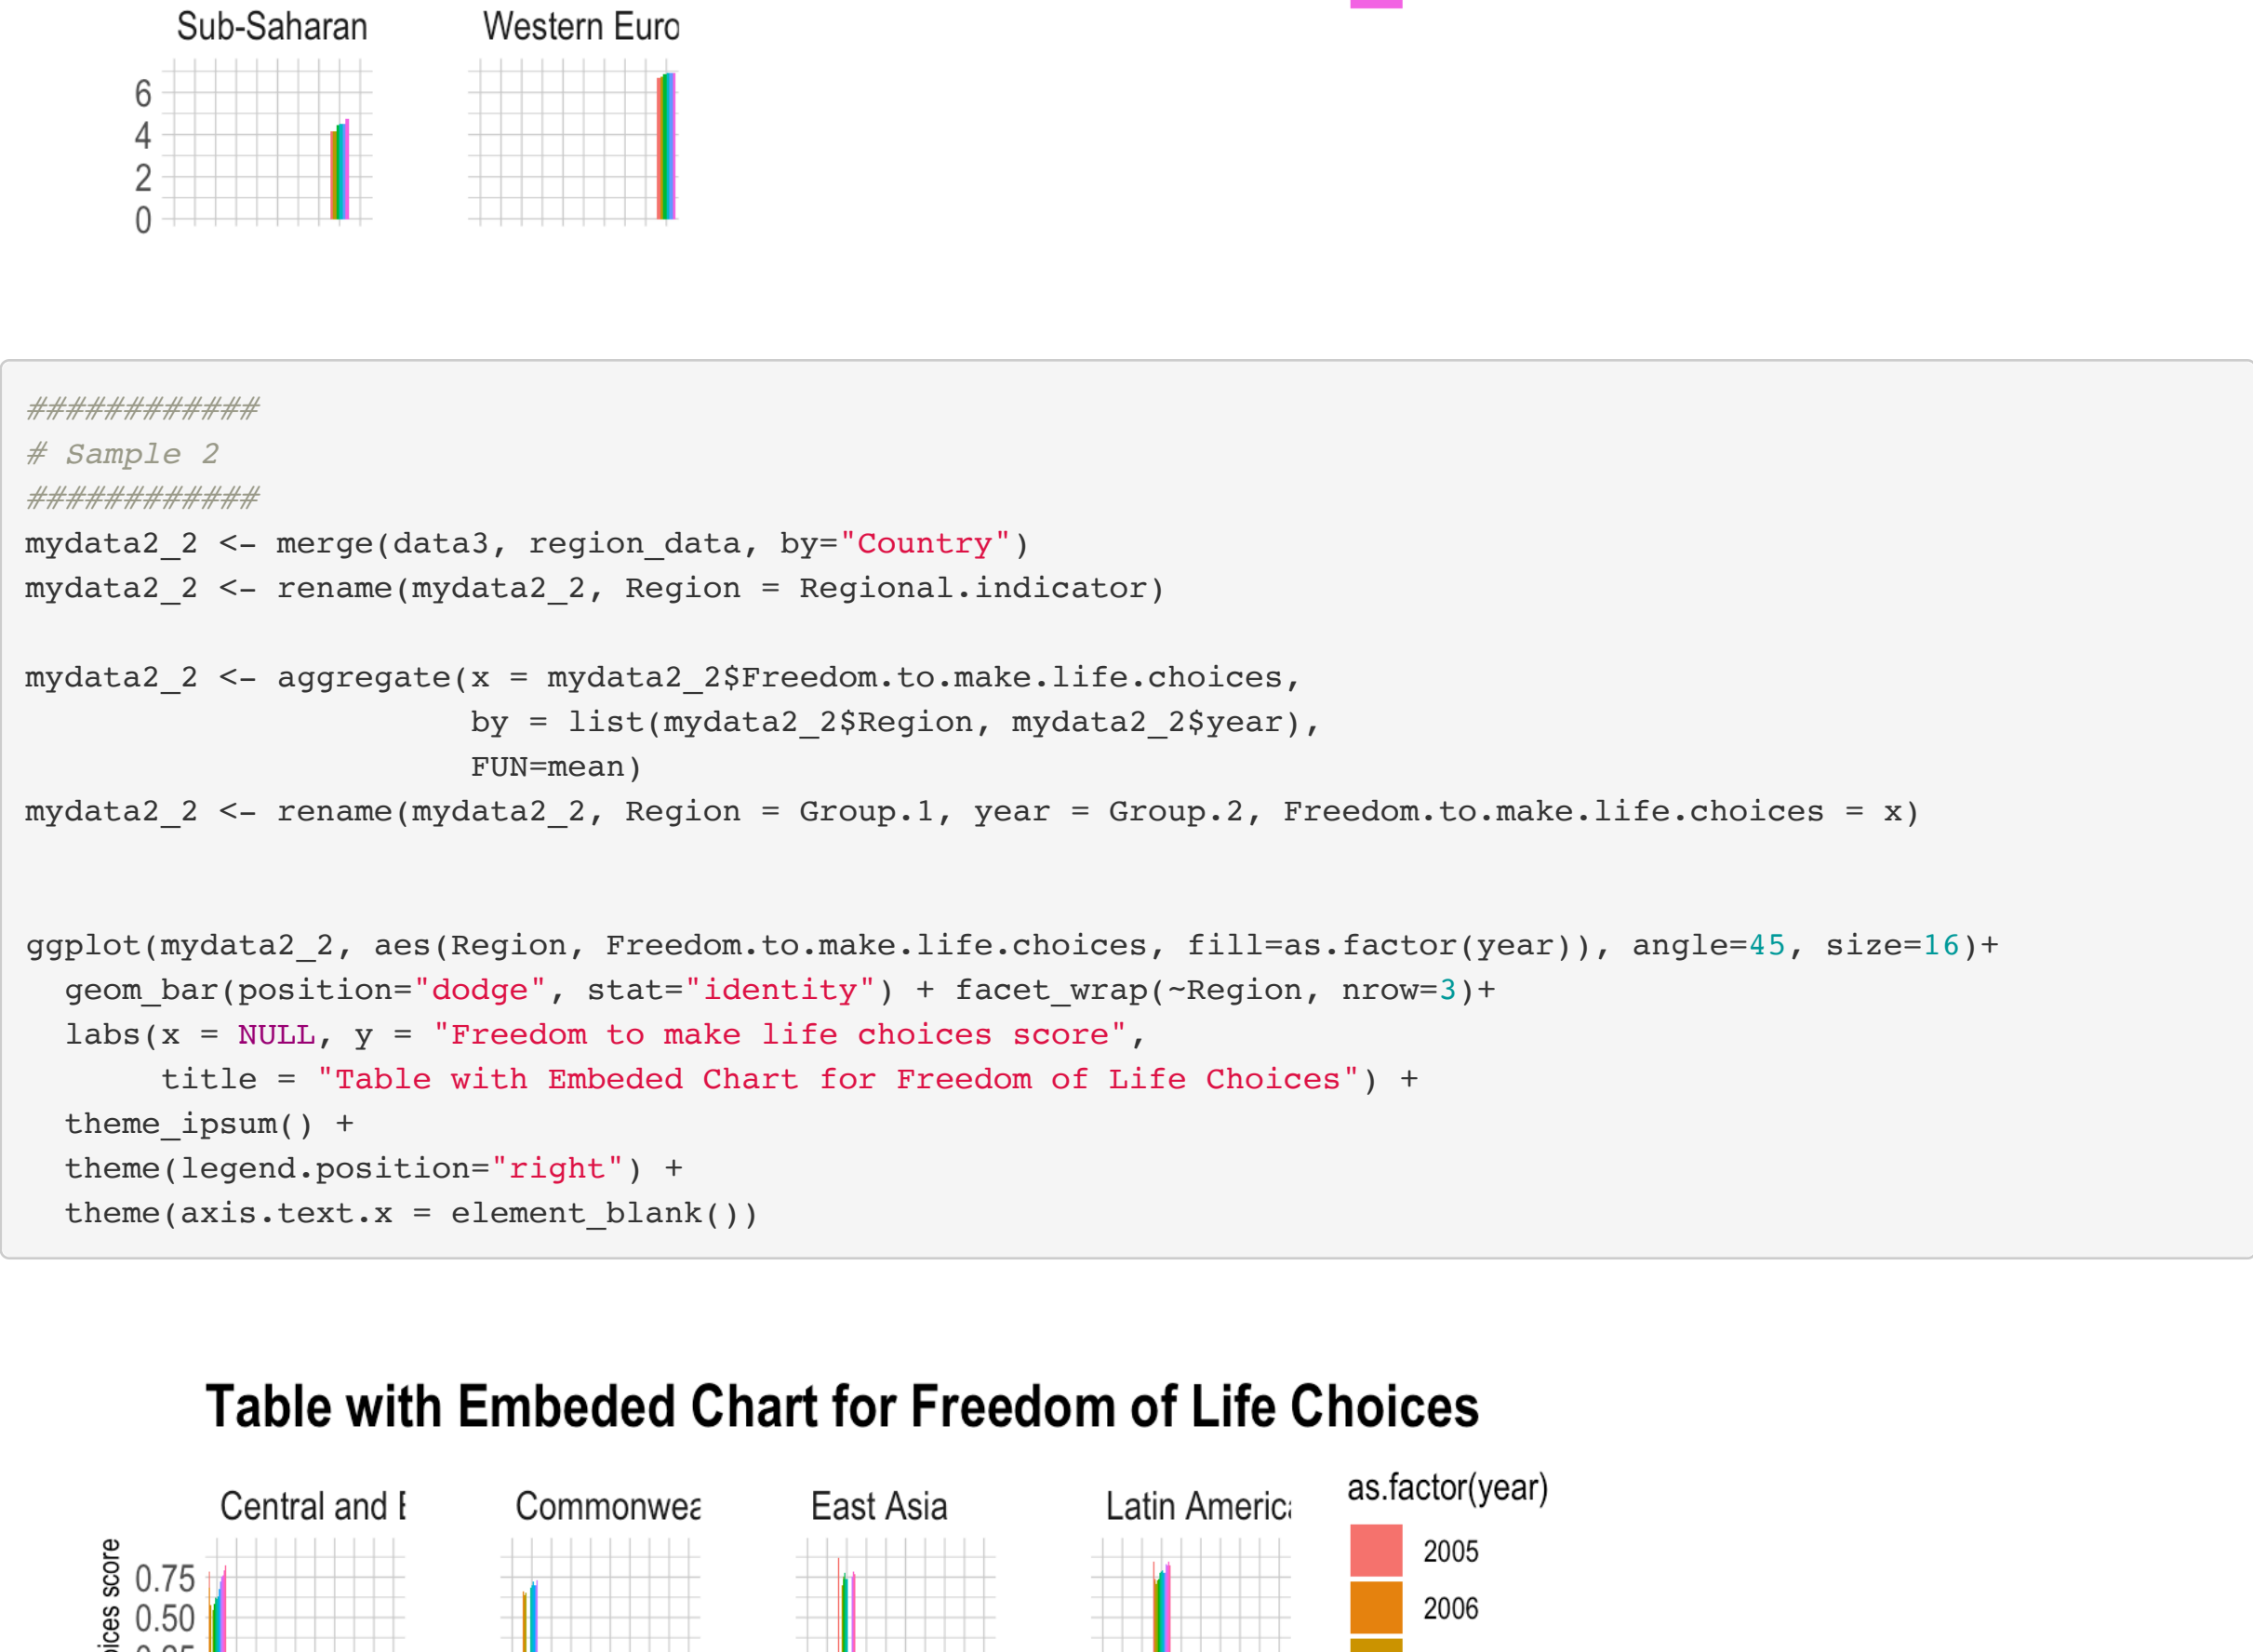 Sub-Saharan Western Euro
6
4
2
0
############
# Sample 2
############
mydata2_2 <- merge(data3, region_data, by="Country")
mydata2_2 <- rename(mydata2_2, Region = Regional.indicator)
mydata2_2 <- aggregate(x = mydata2_2$Freedom.to.make.life.choices,
by = list(mydata2_2$Region, mydata2_2$year),
FUN=mean)
mydata2_2 <- rename(mydata2_2, Region = Group.1, year = Group.2, Freedom.to.make.life.choices = x)
ggplot(mydata2_2, aes(Region, Freedom.to.make.life.choices, fill=as.factor(year)), angle=45, size=16)+
geom_bar(position="dodge", stat="identity") + facet_wrap(~Region, nrow=3)+
labs(x = NULL, y = "Freedom to make life choices score",
title = "Table with Embeded Chart for Freedom of Life Choices") +
theme_ipsum() +
theme(legend.position="right") +
theme(axis.text.x = element_blank())
Table with Embeded Chart for Freedom of Life Choices
Central and Commonwea East Asia Latin Americ
as.factor(year)
2005
2006
0.75
0.50
oices score